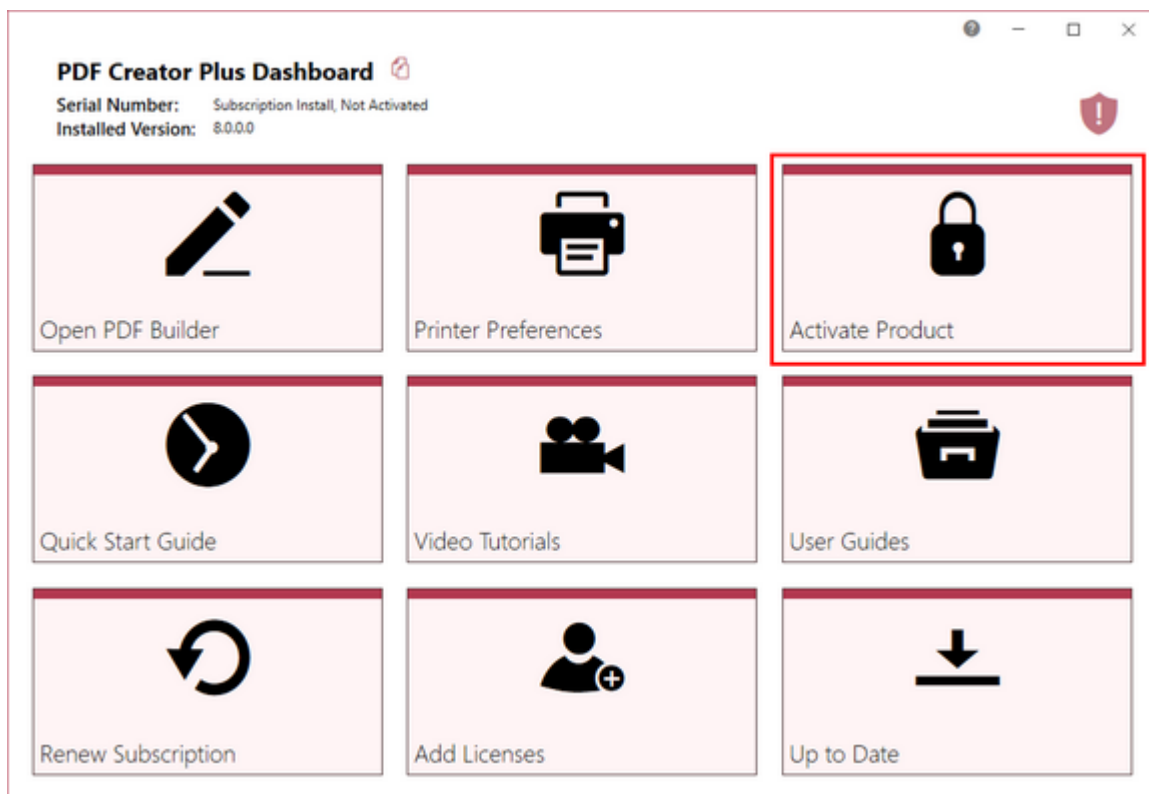 PDF Creator Plus Dashboard
Serial Number: Subscription Install, Not Activated
Installed Version: 8.0.0.0
Open PDF Builder
Printer Preferences
Activate Product
Quick Start Guide
Video Tutorials
User Guides
Renew Subscription
Add Licenses
Up to Date